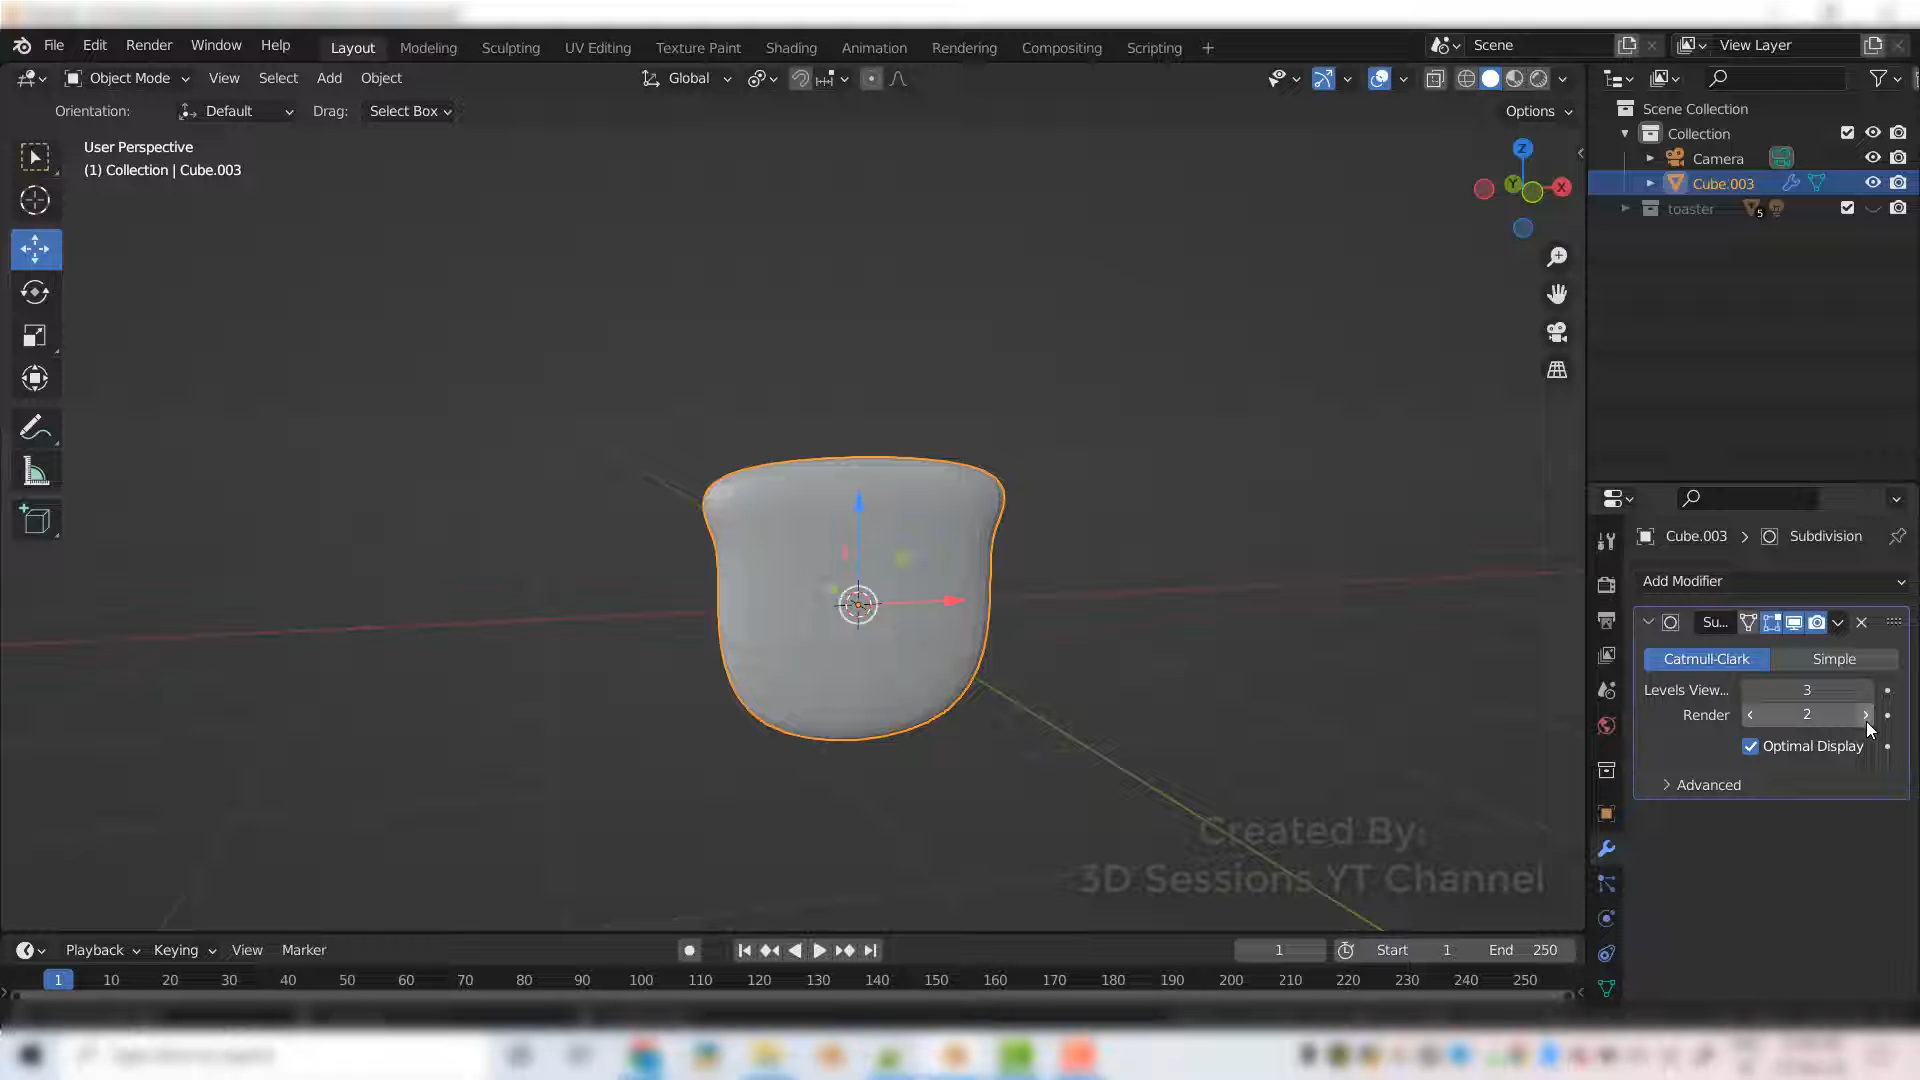 File Edit Render Window Help Layout Modeling Sculpting UV Editing Texture Paint Shading Animation Rendering Compositing Scripting + Scene View Layer
Object Mode View Select Add Object Global
Orientation: Default Drag: Select Box Options
User Perspective
(1) Collection | Cube.003
Z
Y
X
Scene Collection
Collection
Camera
Cube.003
toaster 5
Cube.003 > Subdivision
Add Modifier
Su...
Catmull-Clark Simple
Levels View... 3
Render 2
Optimal Display
Advanced
Created By:
3D Sessions YT Channel
Playback Keying View Marker 1 Start 1 End 250
1 10 20 30 40 50 60 70 80 90 100 110 120 130 140 150 160 170 180 190 200 210 220 230 240 250